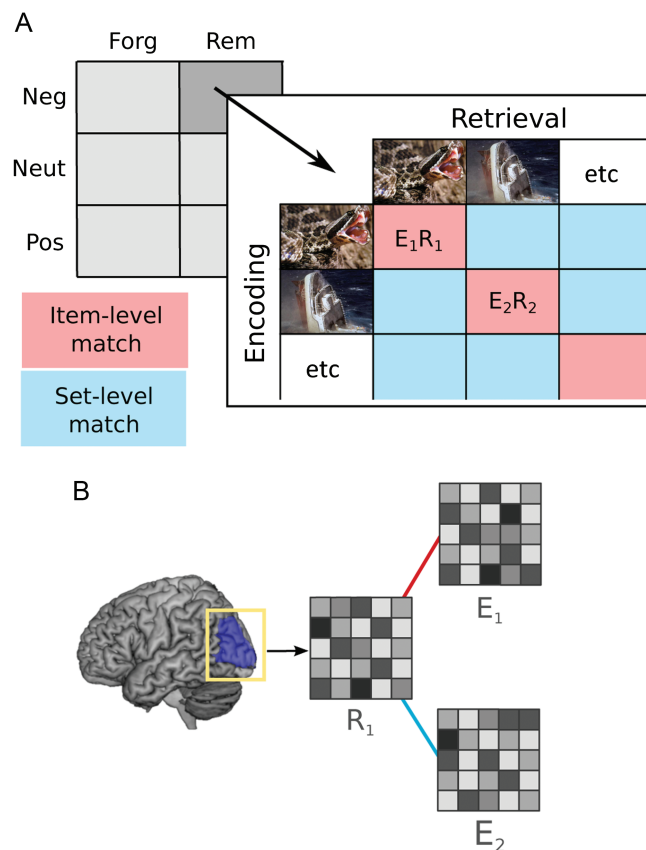 A
Forg Rem
Neg
Neut
Pos
Retrieval
etc
Encoding
E₁R₁
E₂R₂
etc
Item-level
match
Set-level
match
B
E₁
R₁
E₂